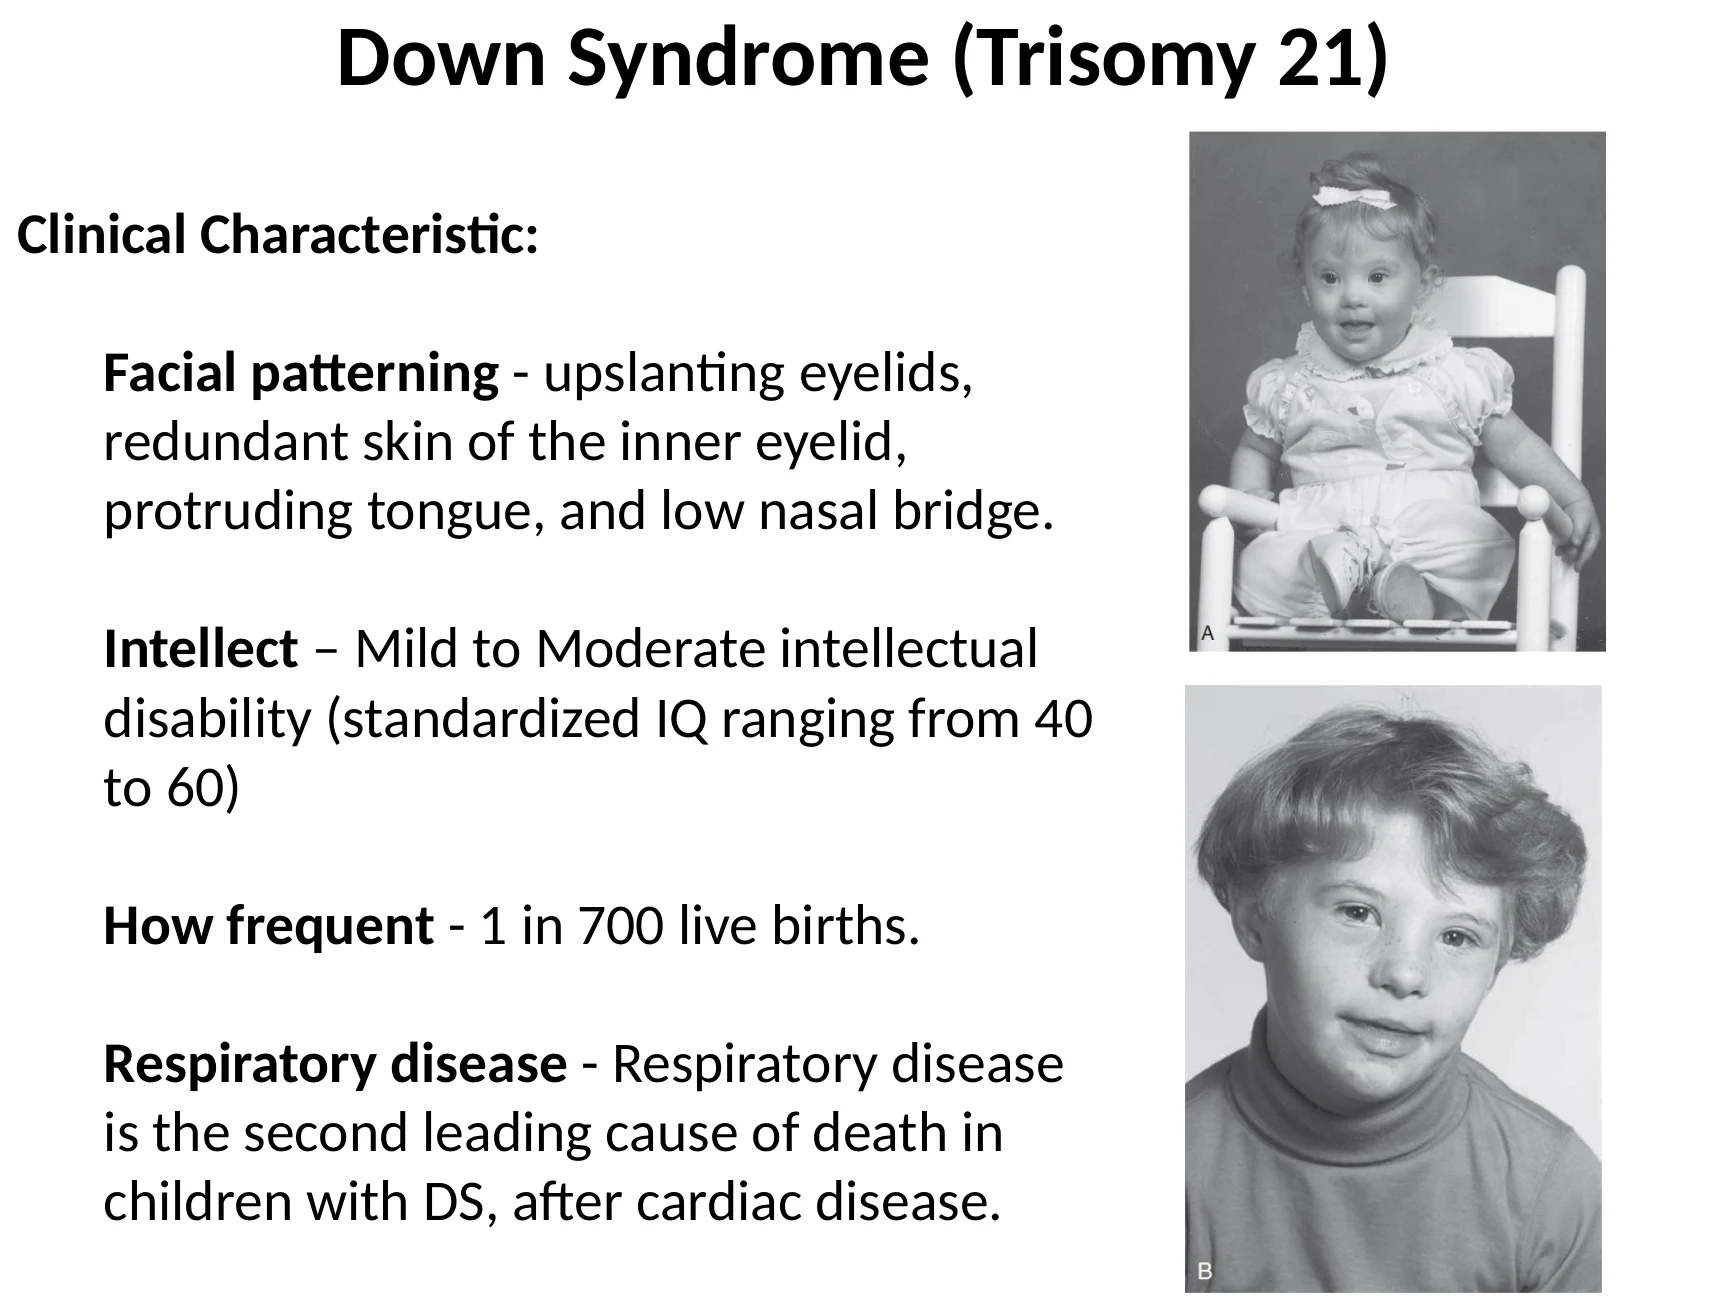 Down Syndrome (Trisomy 21)
Clinical Characteristic:
Facial patterning - upslanting eyelids,
redundant skin of the inner eyelid,
protruding tongue, and low nasal bridge.
Intellect – Mild to Moderate intellectual
disability (standardized IQ ranging from 40
to 60)
How frequent - 1 in 700 live births.
Respiratory disease - Respiratory disease
is the second leading cause of death in
children with DS, after cardiac disease.
A
B